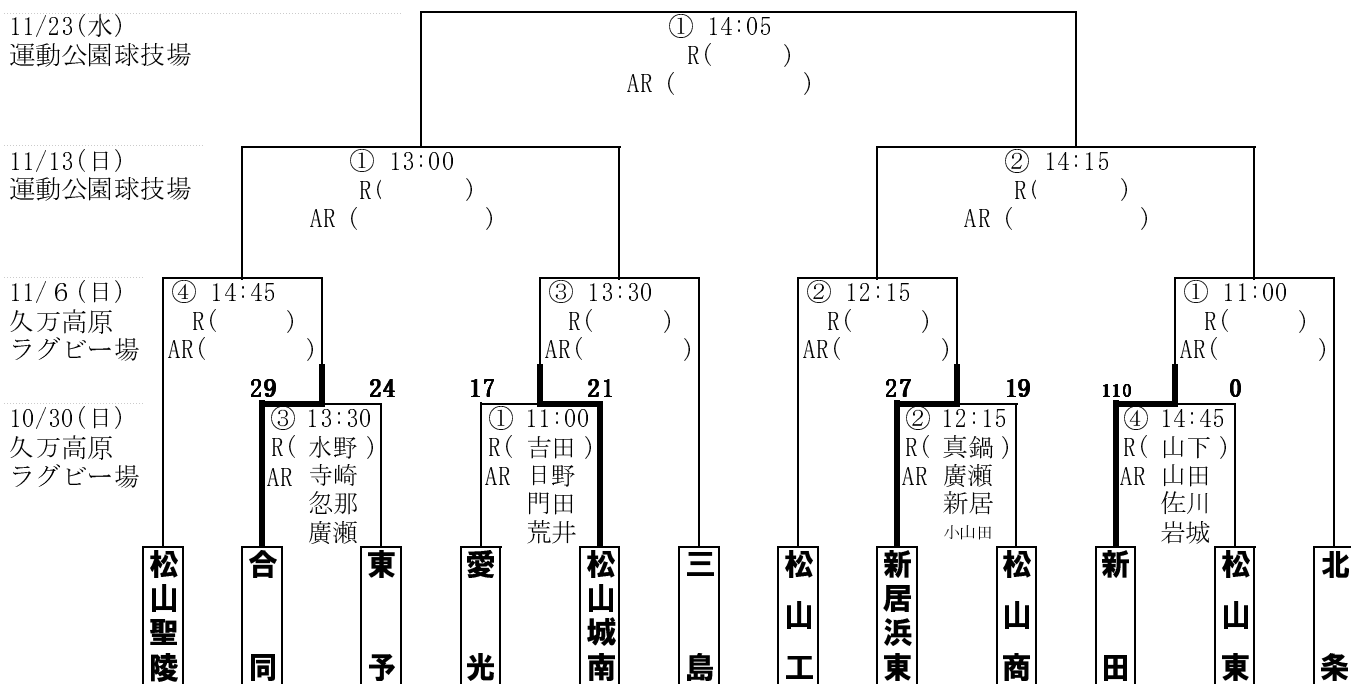 11/23(水)
運動公園球技場
① 14:05
R( )
AR ( )
11/13(日)
運動公園球技場
① 13:00
R( )
AR ( )
② 14:15
R( )
AR ( )
11/ 6 (日)
久万高原
ラグビー場
④ 14:45
R( )
AR( )
③ 13:30
R( )
AR( )
② 12:15
R( )
AR( )
① 11:00
R( )
AR( )
29 24 17 21 27 19 110 0
10/30(日)
久万高原
ラグビー場
③ 13:30
R( 水野 )
AR 寺崎
忽那
廣瀬
① 11:00
R( 吉田 )
AR 日野
門田
荒井
② 12:15
R( 真鍋 )
AR 廣瀬
新居
小山田
④ 14:45
R( 山下 )
AR 山田
佐川
岩城
松山聖陵
合同
東予
愛光
松山城南
三島
松山工
新居浜東
松山商
新田
松山東
北条